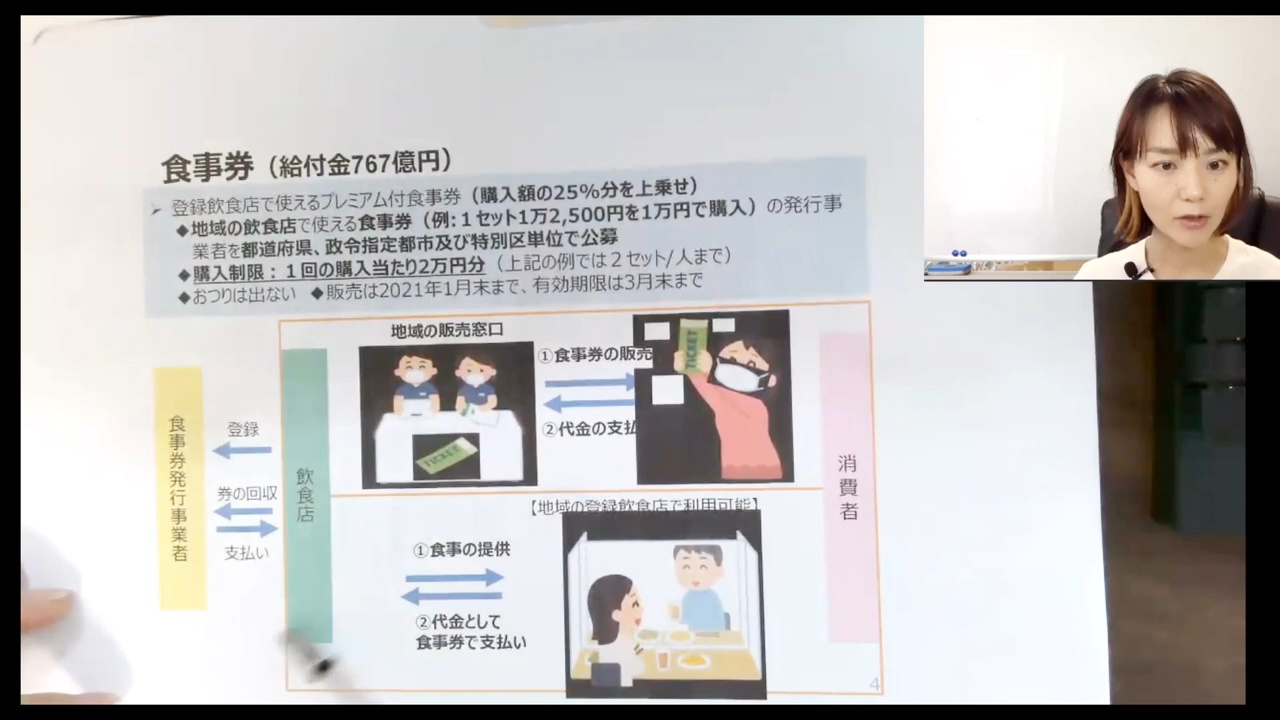 食事券（給付金767億円）
➢ 登録飲食店で使えるプレミアム付食事券（購入額の25%分を上乗せ）
◆地域の飲食店で使える食事券（例:１セット1万2,500円を1万円で購入）の発行事
業者を都道府県、政令指定都市及び特別区単位で公募
◆購入制限：１回の購入当たり2万円分（上記の例では２セット/人まで）
◆おつりは出ない ◆販売は2021年1月末まで、有効期限は3月末まで
地域の販売窓口
①食事券の販売
②代金の支払
TICKET
TICKET
食事券発行事業者
登録
券の回収
支払い
飲食店
消費者
【地域の登録飲食店で利用可能】
①食事の提供
②代金として
食事券で支払い
4